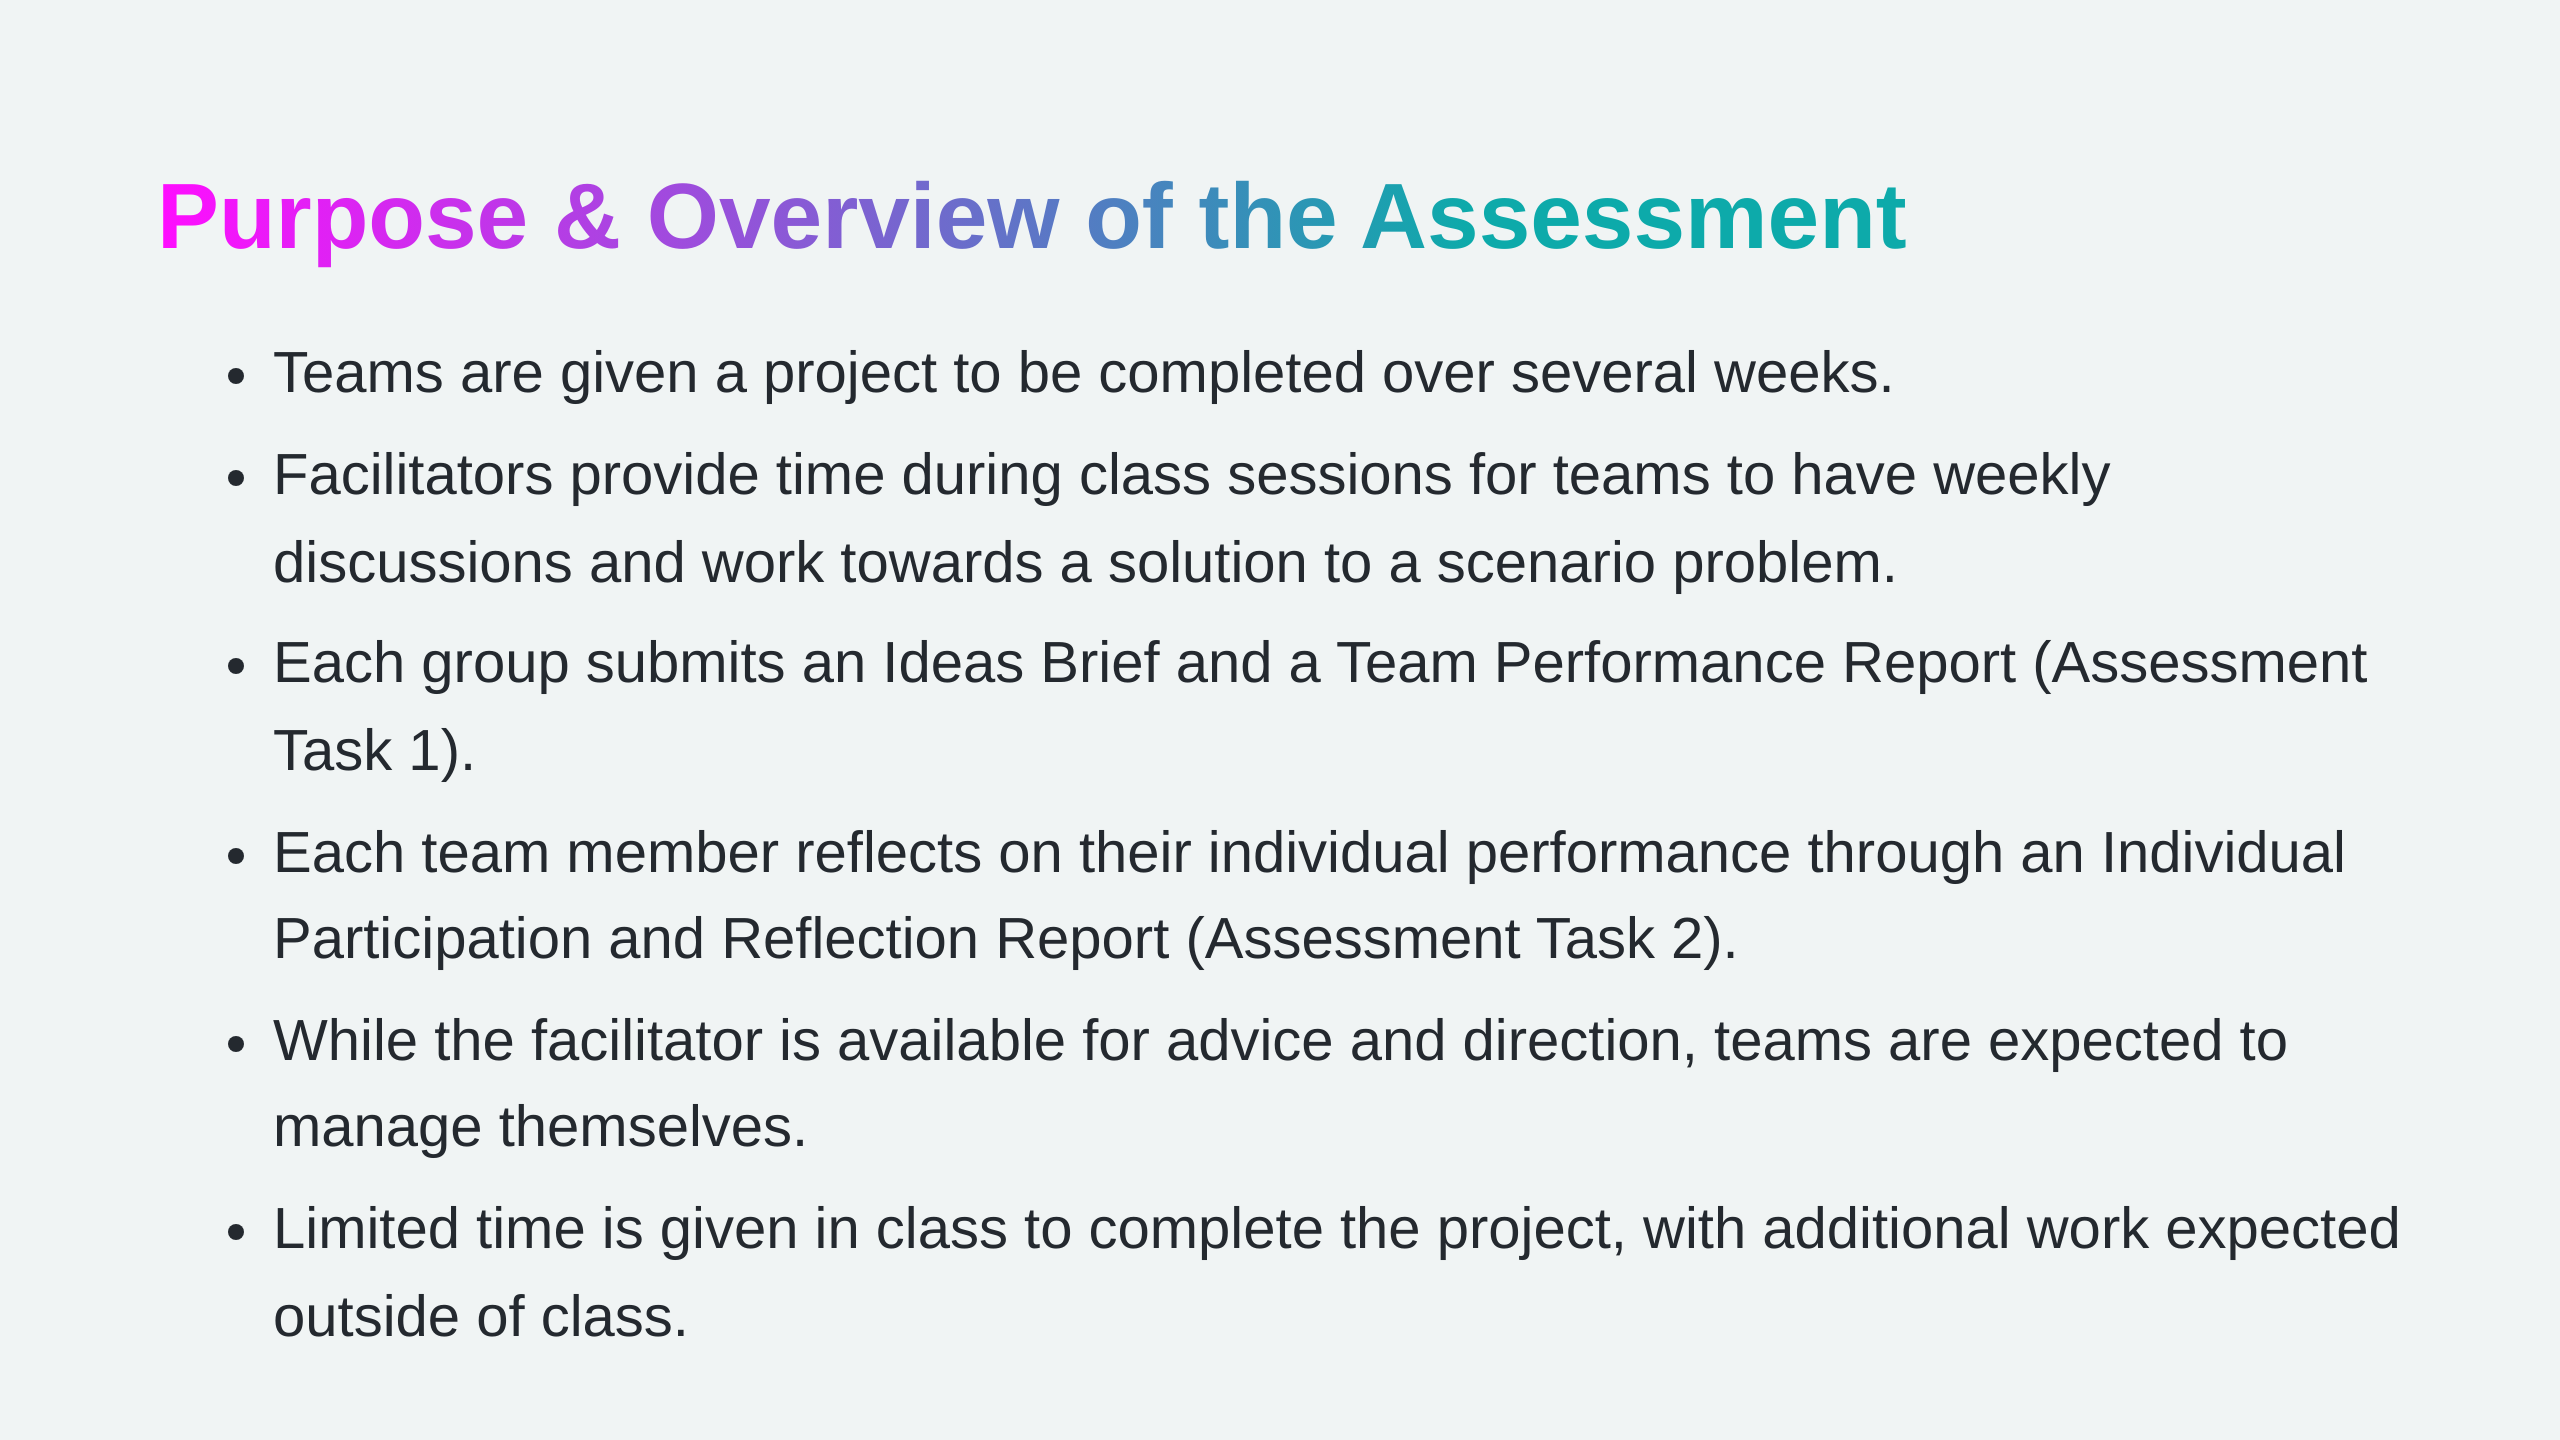 Purpose & Overview of the Assessment
• Teams are given a project to be completed over several weeks.
• Facilitators provide time during class sessions for teams to have weekly
discussions and work towards a solution to a scenario problem.
• Each group submits an Ideas Brief and a Team Performance Report (Assessment
Task 1).
• Each team member reflects on their individual performance through an Individual
Participation and Reflection Report (Assessment Task 2).
• While the facilitator is available for advice and direction, teams are expected to
manage themselves.
• Limited time is given in class to complete the project, with additional work expected
outside of class.